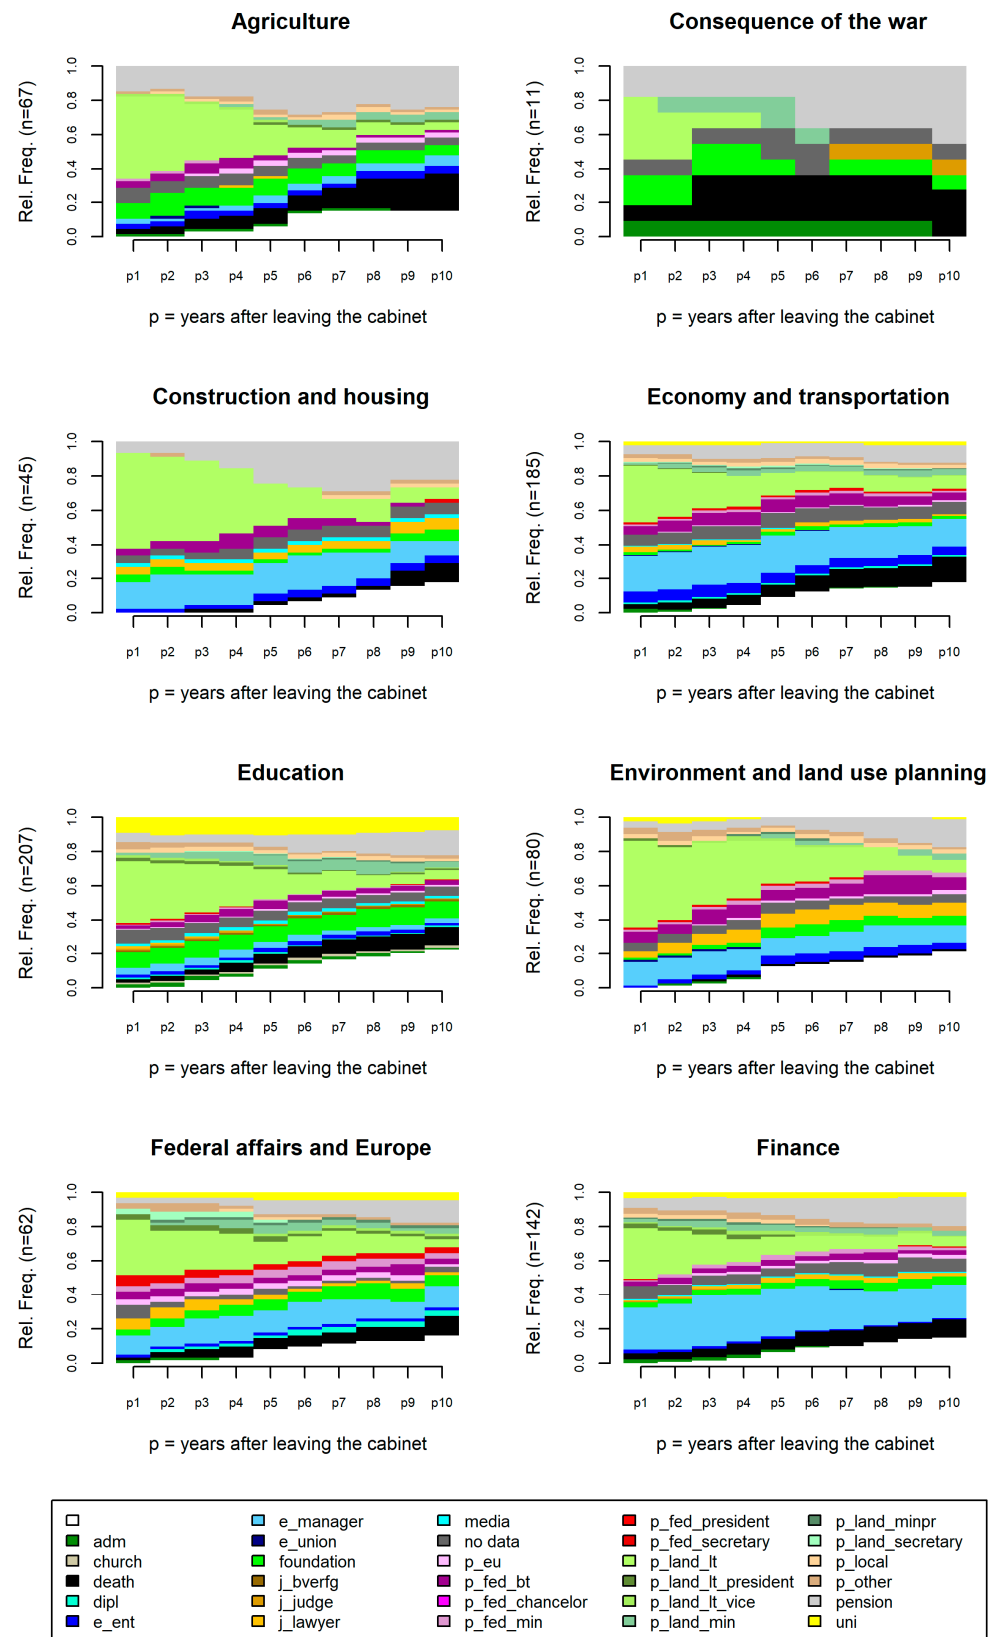 Agriculture
Rel. Freq. (n=67)
0.0 0.2 0.4 0.6 0.8 1.0
p1 p2 p3 p4 p5 p6 p7 p8 p9 p10
p = years after leaving the cabinet
Consequence of the war
Rel. Freq. (n=11)
0.0 0.2 0.4 0.6 0.8 1.0
p1 p2 p3 p4 p5 p6 p7 p8 p9 p10
p = years after leaving the cabinet
Construction and housing
Rel. Freq. (n=45)
0.0 0.2 0.4 0.6 0.8 1.0
p1 p2 p3 p4 p5 p6 p7 p8 p9 p10
p = years after leaving the cabinet
Economy and transportation
Rel. Freq. (n=185)
0.0 0.2 0.4 0.6 0.8 1.0
p1 p2 p3 p4 p5 p6 p7 p8 p9 p10
p = years after leaving the cabinet
Education
Rel. Freq. (n=207)
0.0 0.2 0.4 0.6 0.8 1.0
p1 p2 p3 p4 p5 p6 p7 p8 p9 p10
p = years after leaving the cabinet
Environment and land use planning
Rel. Freq. (n=80)
0.0 0.2 0.4 0.6 0.8 1.0
p1 p2 p3 p4 p5 p6 p7 p8 p9 p10
p = years after leaving the cabinet
Federal affairs and Europe
Rel. Freq. (n=62)
0.0 0.2 0.4 0.6 0.8 1.0
p1 p2 p3 p4 p5 p6 p7 p8 p9 p10
p = years after leaving the cabinet
Finance
Rel. Freq. (n=142)
0.0 0.2 0.4 0.6 0.8 1.0
p1 p2 p3 p4 p5 p6 p7 p8 p9 p10
p = years after leaving the cabinet
adm
church
death
dipl
e_ent
e_manager
e_union
foundation
j_bverfg
j_judge
j_lawyer
media
no data
p_eu
p_fed_bt
p_fed_chancelor
p_fed_min
p_fed_president
p_fed_secretary
p_land_lt
p_land_lt_president
p_land_lt_vice
p_land_min
p_land_minpr
p_land_secretary
p_local
p_other
pension
uni